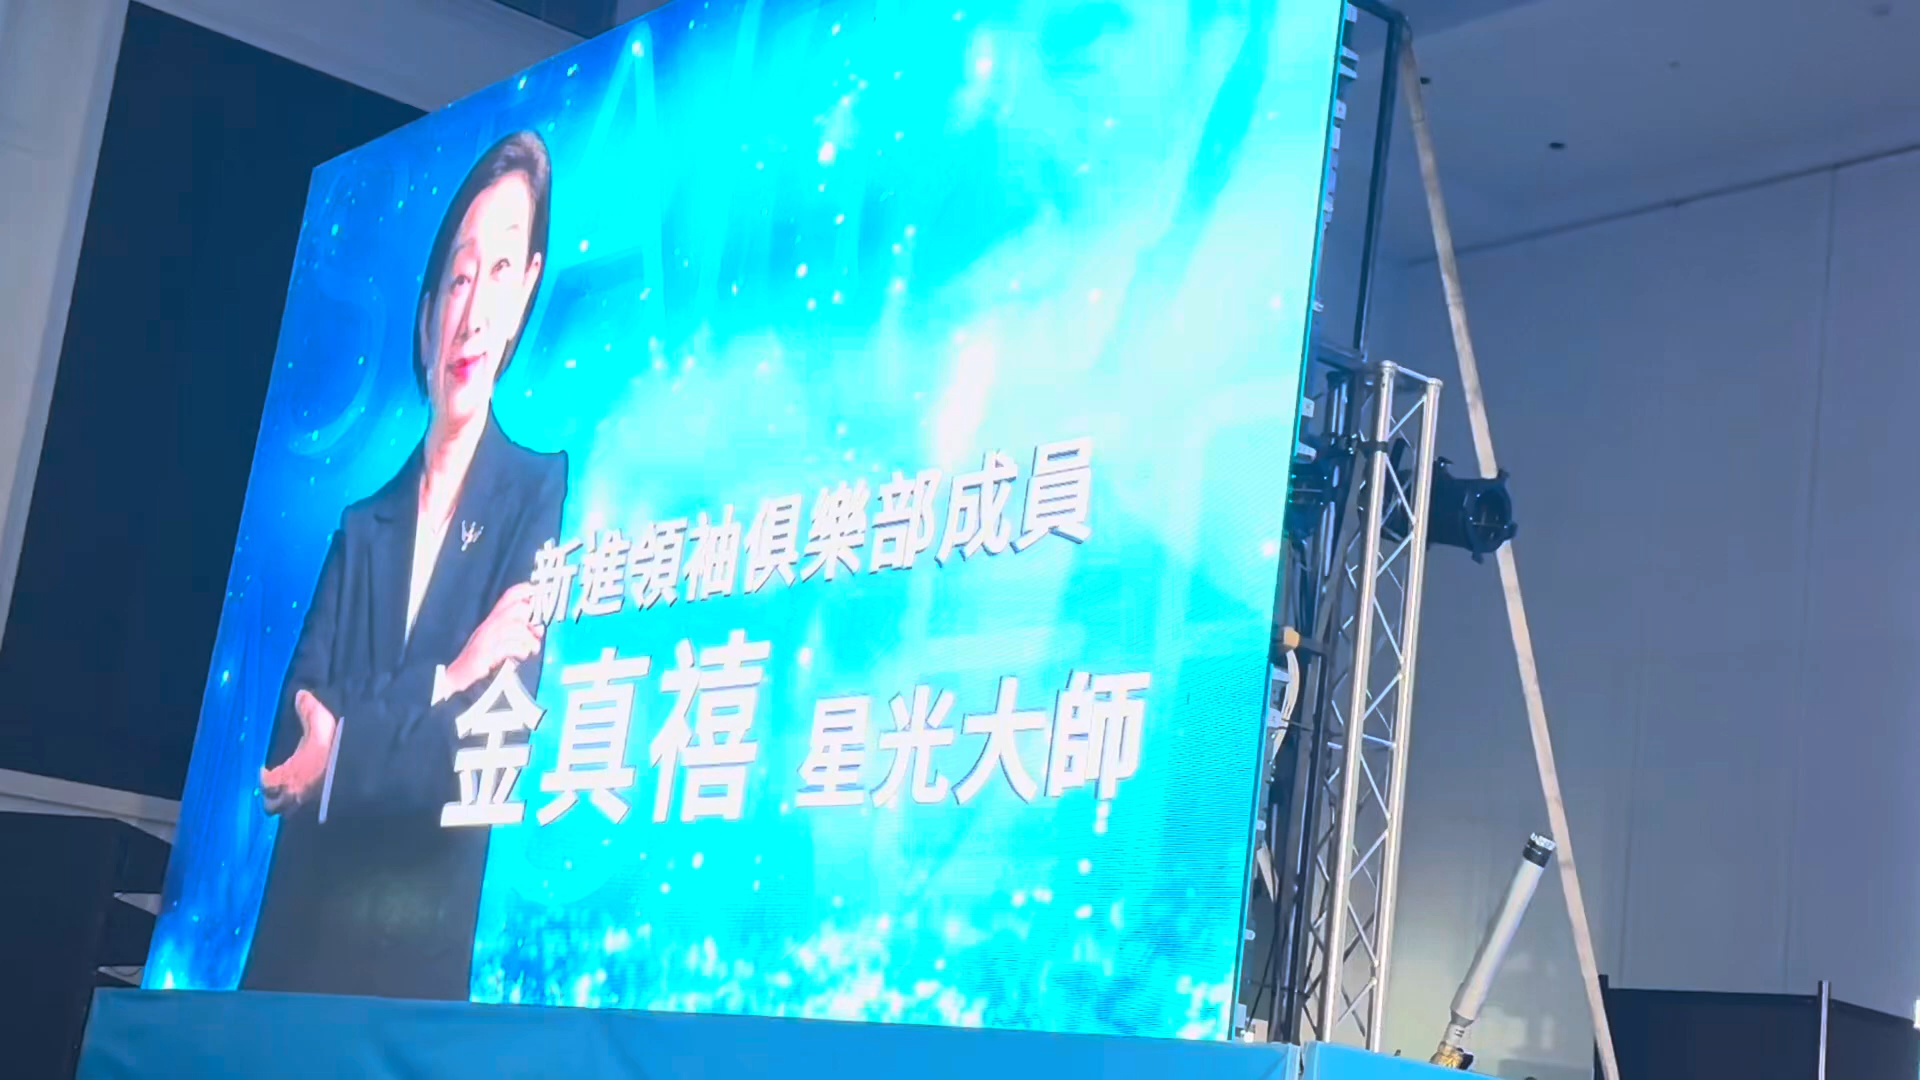 新進領袖俱樂部成員
金真禧 星光大師